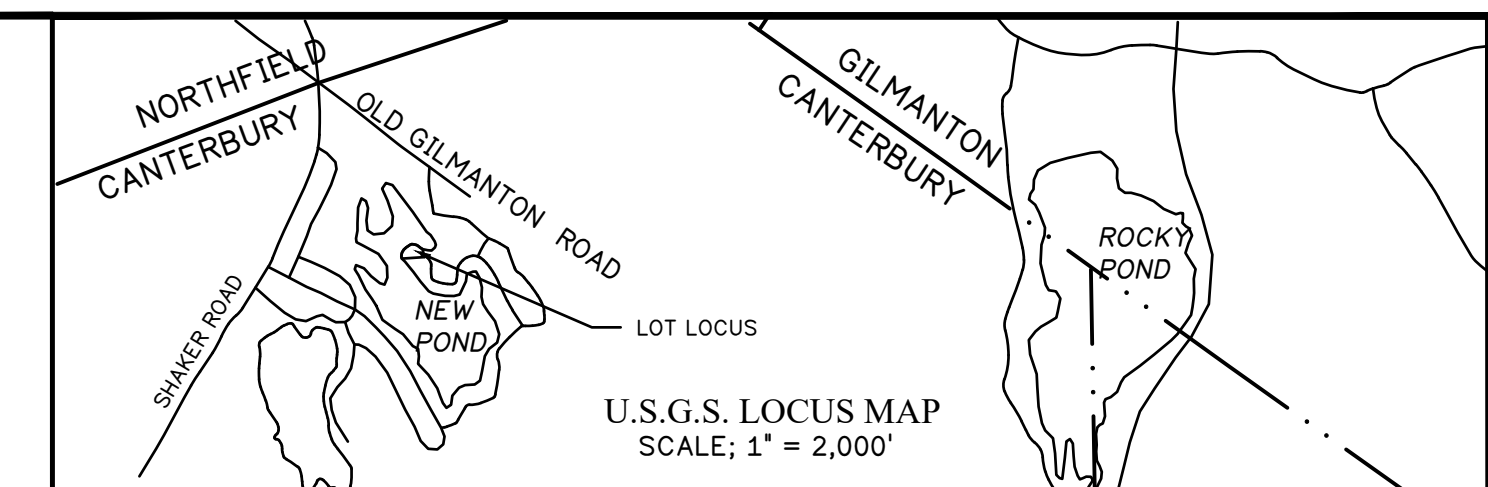 NORTHFIELD
CANTERBURY
OLD GILMANTON ROAD
GILMANTON
CANTERBURY
ROCKY
POND
SHAKER ROAD
NEW
POND
LOT LOCUS
U.S.G.S. LOCUS MAP
SCALE; 1" = 2,000'